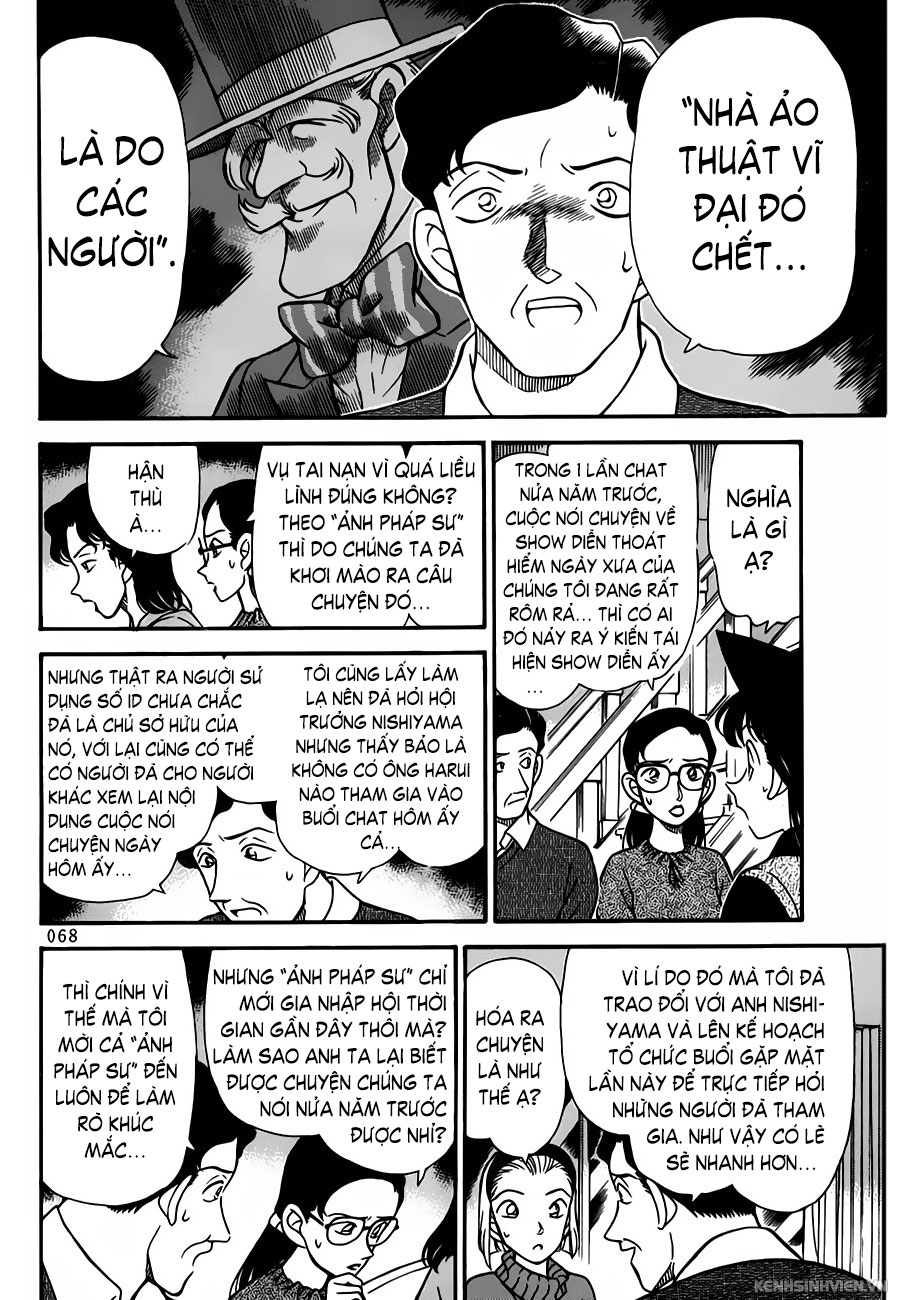 "NHÀ ẢO
THUẬT VĨ
ĐẠI ĐÓ
CHẾT...
LÀ DO
CÁC
NGƯỜI".
NGHĨA
LÀ GÌ
Ạ?
TRONG 1 LẦN CHAT
NỬA NĂM TRƯỚC,
CUỘC NÓI CHUYỆN VỀ
SHOW DIỄN THOÁT
HIỂM NGÀY XƯA CỦA
CHÚNG TÔI ĐANG RẤT
RÔM RẢ... THÌ CÓ AI
ĐÓ NẢY RA Ý KIẾN TÁI
HIỆN SHOW DIỄN ẤY
...
VỤ TAI NẠN VÌ QUÁ LIỀU
LĨNH ĐÚNG KHÔNG?
THEO "ẢNH PHÁP SƯ"
THÌ DO CHÚNG TA ĐÃ
KHƠI MÀO RA CÂU
CHUYỆN ĐÓ...
HẬN
THÙ
À...
TÔI CŨNG LẤY LÀM
LẠ NÊN ĐÃ HỎI HỘI
TRƯỞNG NISHIYAMA
NHƯNG THẤY BẢO LÀ
KHÔNG CÓ ÔNG HARUI
NÀO THAM GIA VÀO
BUỔI CHAT HÔM ẤY
CẢ...
NHƯNG THẬT RA NGƯỜI SỬ
DỤNG SỐ ID CHƯA CHẮC
ĐÃ LÀ CHỦ SỞ HỮU CỦA
NÓ, VỚI LẠI CŨNG CÓ THỂ
CÓ NGƯỜI ĐÃ CHO NGƯỜI
KHÁC XEM LẠI NỘI
DUNG CUỘC NÓI
CHUYỆN NGÀY
HÔM ẤY...
068
VÌ LÍ DO ĐÓ MÀ TÔI ĐÃ
TRAO ĐỔI VỚI ANH NISHI-
YAMA VÀ LÊN KẾ HOẠCH
TỔ CHỨC BUỔI GẶP MẶT
LẦN NÀY ĐỂ TRỰC TIẾP HỎI
NHỮNG NGƯỜI ĐÃ THAM
GIA. NHƯ VẬY CÓ LẼ
SẼ NHANH HƠN...
HÓA RA
CHUYỆN
LÀ NHƯ
THẾ Ạ?
NHƯNG "ẢNH PHÁP SƯ" CHỈ
MỚI GIA NHẬP HỘI THỜI
GIAN GẦN ĐÂY THÔI MÀ?
LÀM SAO ANH TA LẠI BIẾT
ĐƯỢC CHUYỆN CHÚNG TA
NÓI NỬA NĂM TRƯỚC
ĐƯỢC NHỈ?
THÌ CHÍNH VÌ
THẾ MÀ TÔI
MỜI CẢ "ẢNH
PHÁP SƯ" ĐẾN
LUÔN ĐỂ LÀM
RÕ KHÚC
MẮC...
KENHSINHVIEN.VN